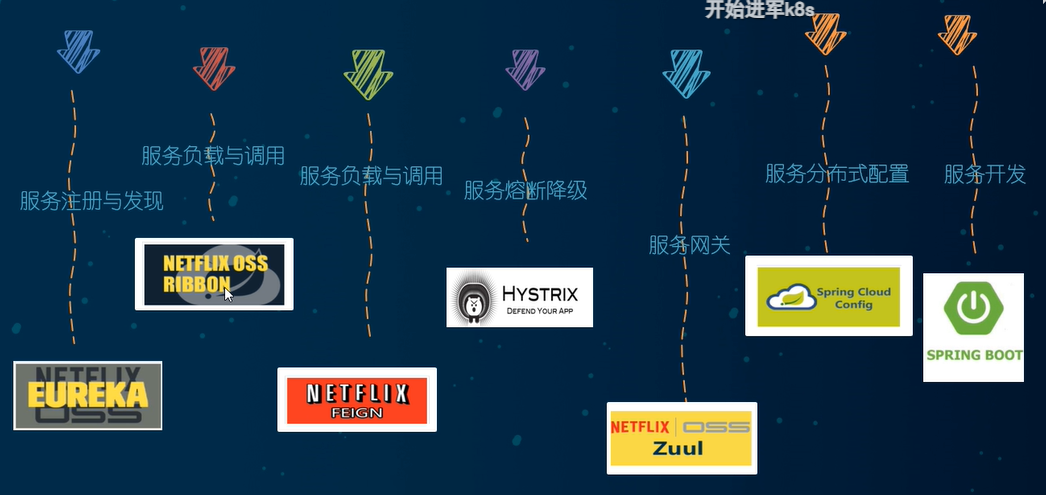 开始进军k8s
服务注册与发现
NETFLIX
EUREKA
OSS
服务负载与调用
NETFLIX OSS
RIBBON
服务负载与调用
NETFLIX
FEIGN
服务熔断降级
HYSTRIX
DEFEND YOUR APP
服务网关
NETFLIX OSS
Zuul
服务分布式配置
Spring Cloud
Config
服务开发
SPRING BOOT